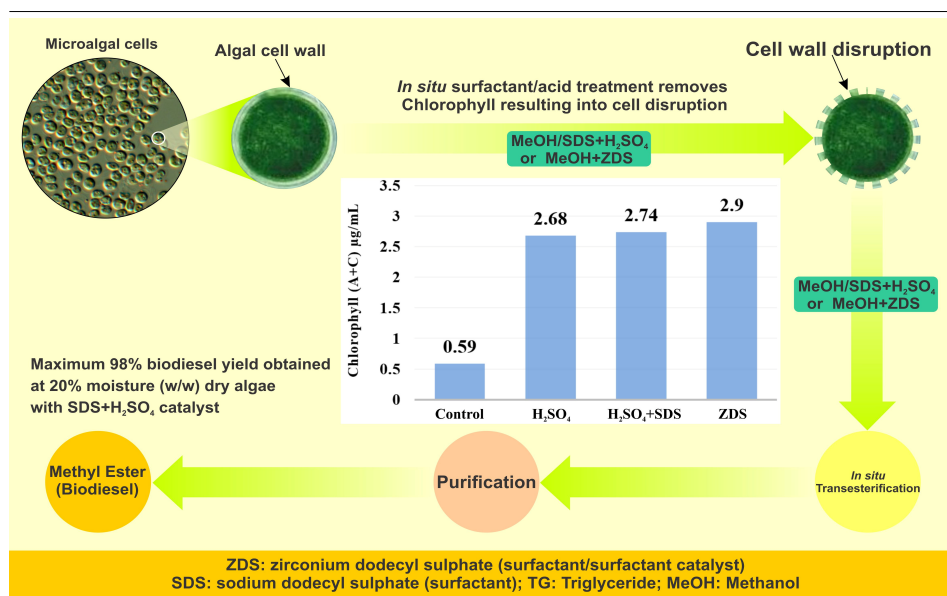 Microalgal cells
Algal cell wall
Cell wall disruption
In situ surfactant/acid treatment removes
Chlorophyll resulting into cell disruption
MeOH/SDS+H₂SO₄
or MeOH+ZDS
Chlorophyll (A+C) µg/mL
3.5
3
2.5
2
1.5
1
0.5
0
0.59
2.68
2.74
2.9
Control
H₂SO₄
H₂SO₄+SDS
ZDS
MeOH/SDS+H₂SO₄
or MeOH+ZDS
Maximum 98% biodiesel yield obtained
at 20% moisture (w/w) dry algae
with SDS+H₂SO₄ catalyst
Methyl Ester
(Biodiesel)
Purification
In situ
Transesterification
ZDS: zirconium dodecyl sulphate (surfactant/surfactant catalyst)
SDS: sodium dodecyl sulphate (surfactant); TG: Triglyceride; MeOH: Methanol